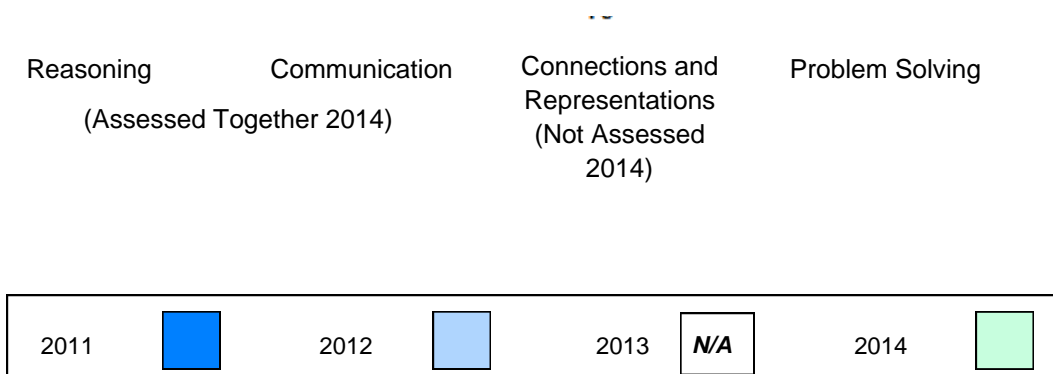 Reasoning
Communication
(Assessed Together 2014)
Connections and
Representations
(Not Assessed
2014)
Problem Solving
2011
2012
2013 N/A
2014